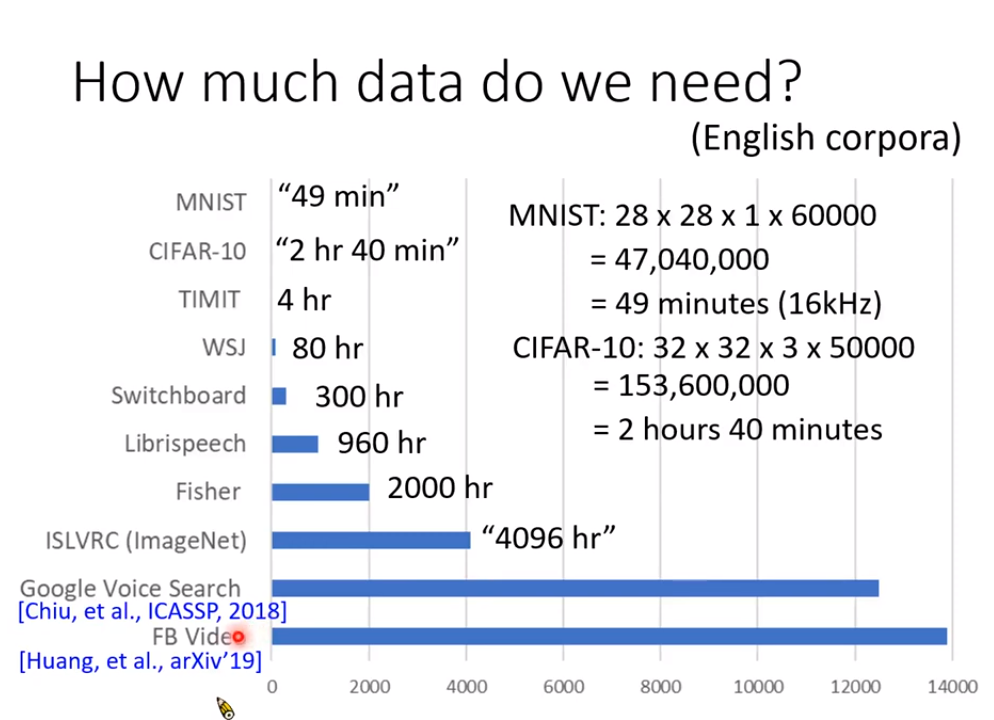 How much data do we need?
(English corpora)
MNIST “49 min”
CIFAR-10 “2 hr 40 min”
TIMIT 4 hr
WSJ 80 hr
Switchboard 300 hr
Librispeech 960 hr
Fisher 2000 hr
ISLVRC (ImageNet) “4096 hr”
Google Voice Search
[Chiu, et al., ICASSP, 2018]
FB Video
[Huang, et al., arXiv’19]
MNIST: 28 x 28 x 1 x 60000
= 47,040,000
= 49 minutes (16kHz)
CIFAR-10: 32 x 32 x 3 x 50000
= 153,600,000
= 2 hours 40 minutes
0 2000 4000 6000 8000 10000 12000 14000